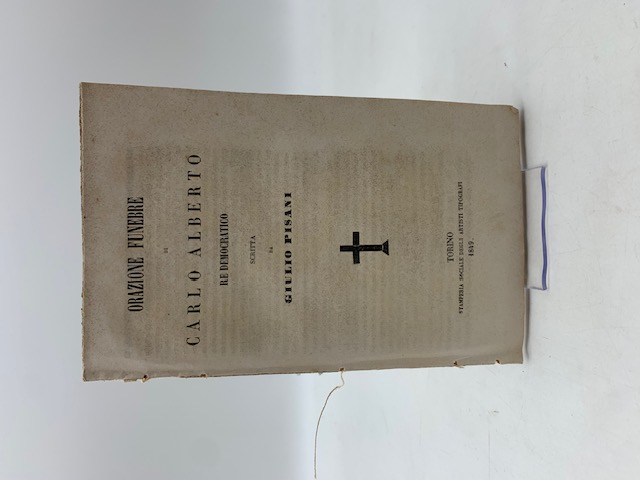 ORAZIONE FUNEBRE
DI
CARLO ALBERTO
RE DEMOCRATICO
SCRITTA
DA
GIULIO PISANI
TORINO
STAMPERIA SOCIALE DEGLI ARTISTI TIPOGRAFI
1849.